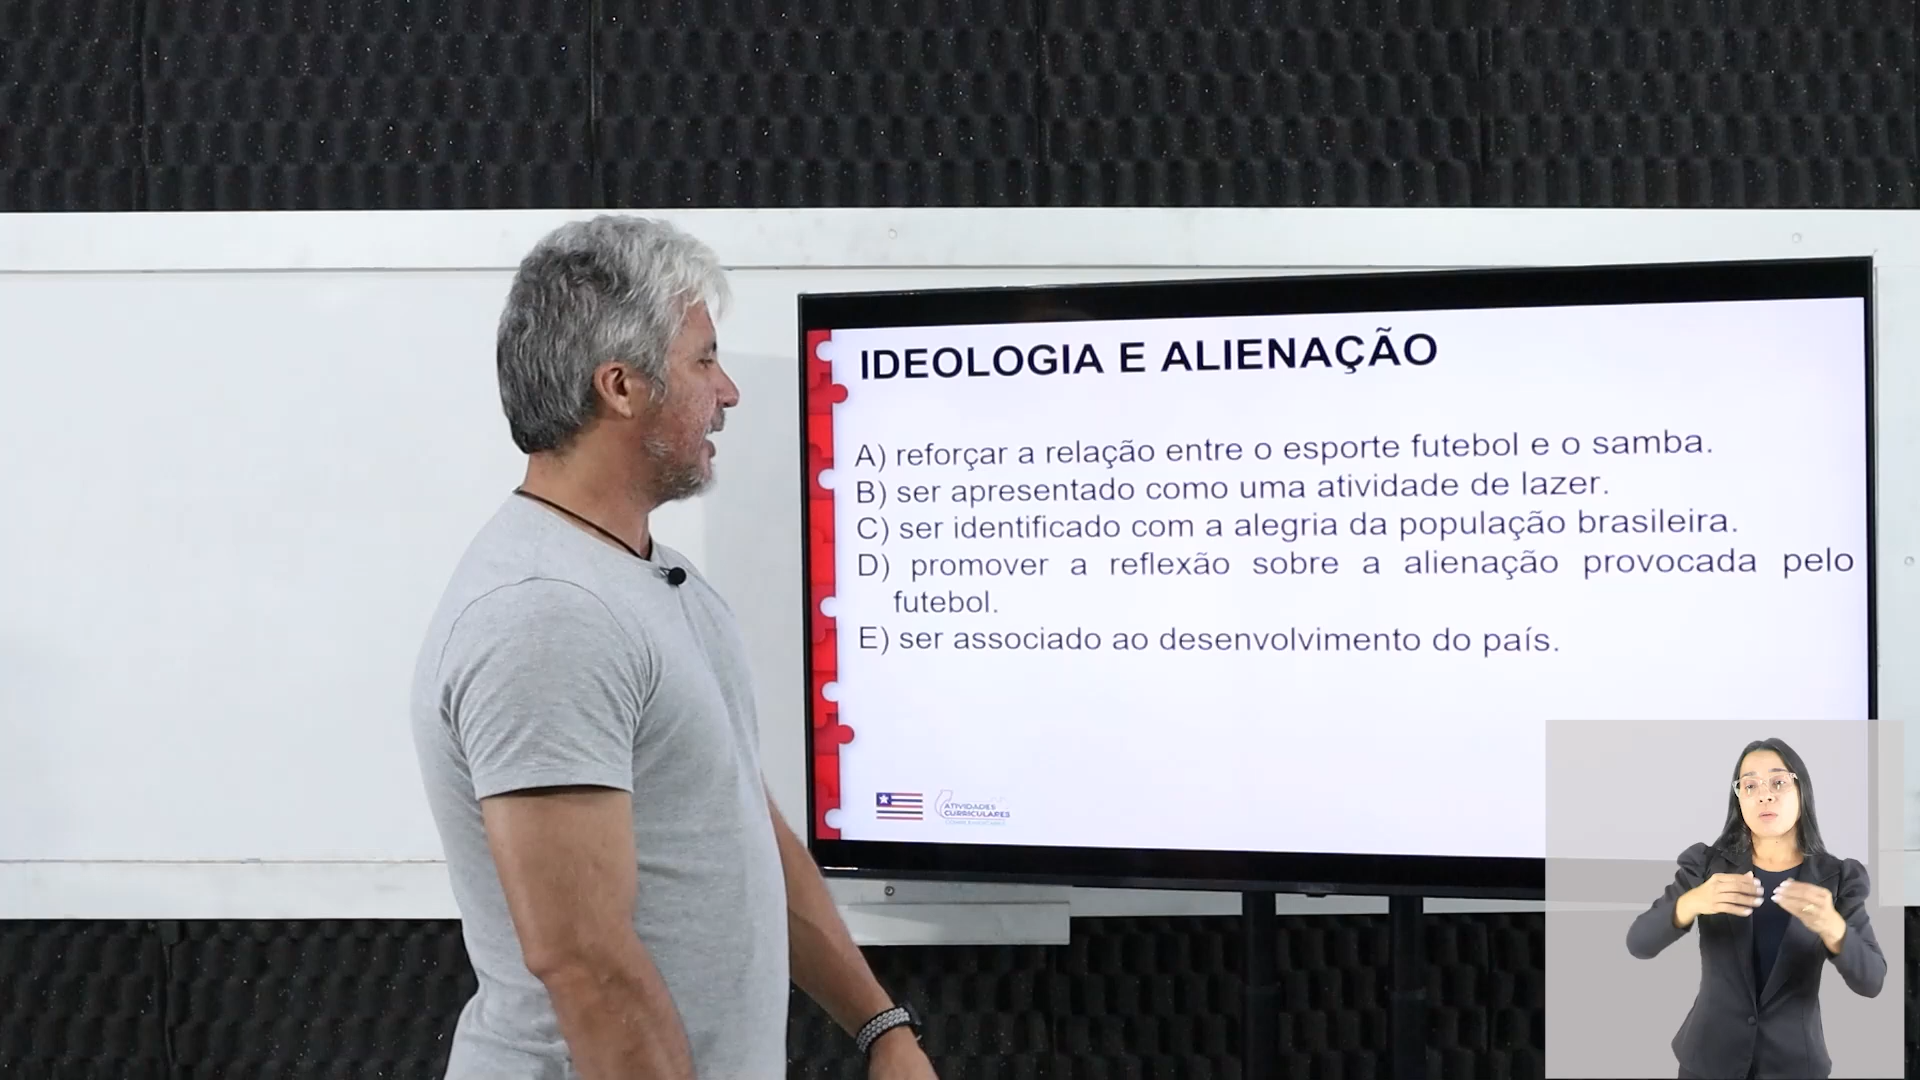 IDEOLOGIA E ALIENAÇÃO
A) reforçar a relação entre o esporte futebol e o samba.
B) ser apresentado como uma atividade de lazer.
C) ser identificado com a alegria da população brasileira.
D) promover a reflexão sobre a alienação provocada pelo
futebol.
E) ser associado ao desenvolvimento do país.
ATIVIDADES
CURRICULARES